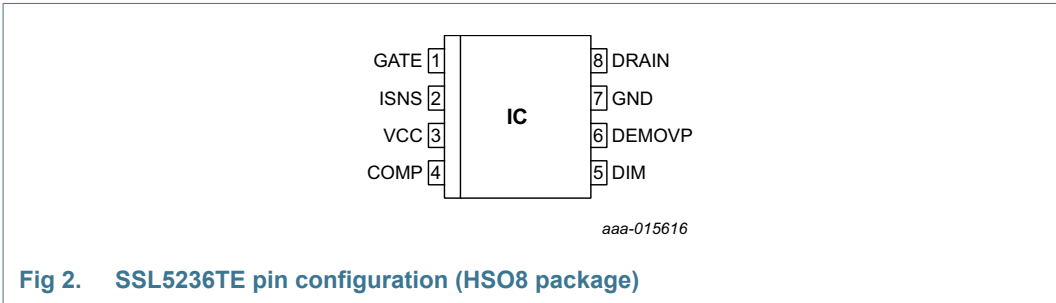 GATE 1
ISNS 2
VCC 3
COMP 4
IC
8 DRAIN
7 GND
6 DEMOVP
5 DIM
aaa-015616
Fig 2. SSL5236TE pin configuration (HSO8 package)